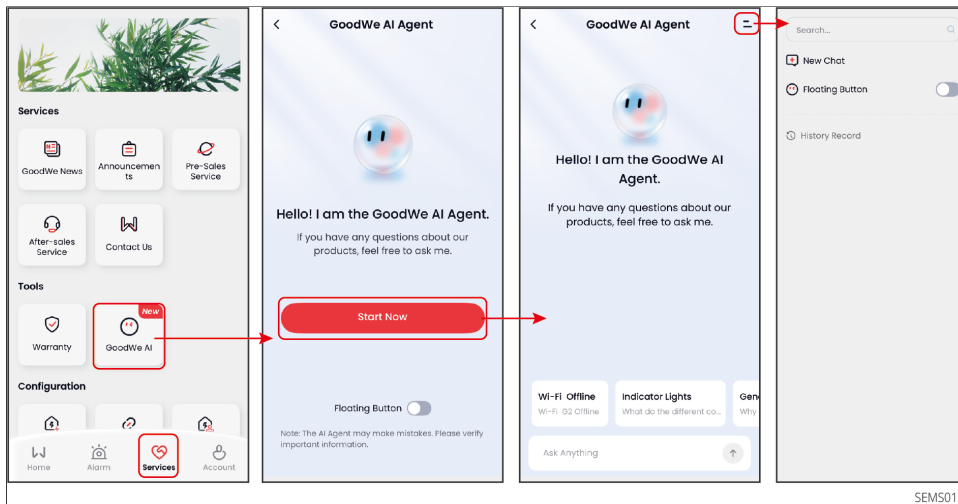 Services
GoodWe News
Announcemen
ts
Pre-Sales
Service
After-sales
Service
Contact Us
Tools
New
Warranty
GoodWe AI
Configuration
Home
Alarm
Services
Account
GoodWe AI Agent
Hello! I am the GoodWe AI Agent.
If you have any questions about our
products, feel free to ask me.
Start Now
Floating Button
Note: The AI Agent may make mistakes. Please verify
important information.
GoodWe AI Agent
Hello! I am the GoodWe AI
Agent.
If you have any questions about our
products, feel free to ask me.
Wi-Fi Offline
Wi-Fi G2 Offline
Indicator Lights
What do the different co...
Gen
Why
Ask Anything
Search...
New Chat
Floating Button
History Record
SEMS01